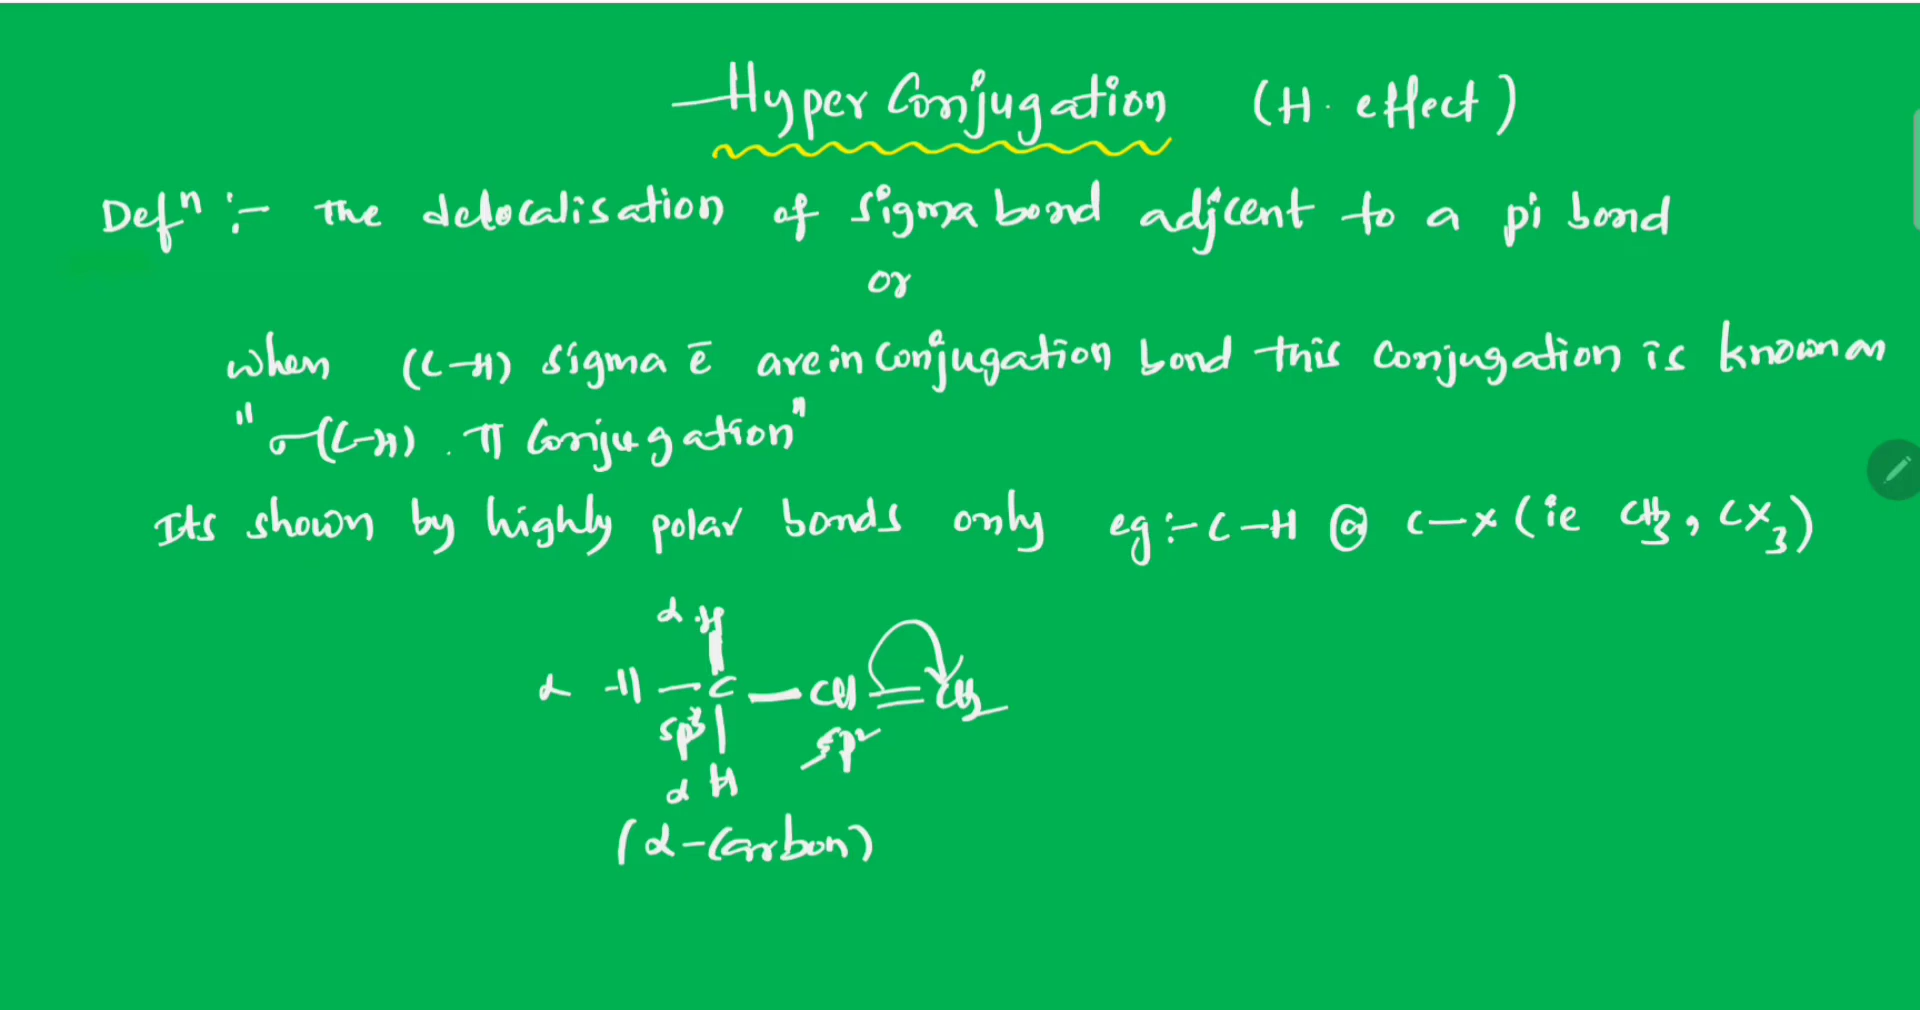 Hyper Conjugation (H. effect)
Defⁿ :- The delocalisation of sigma bond adjcent to a pi bond
or
when (C-H) sigma ē are in conjugation bond this conjugation is known as
"σ-(C-H) . π Conjugation"
Its shown by highly polar bonds only eg :- C-H @ C-X (ie CH3, CX3)
α H
α H - C - CH = CH2
sp³ sp²
α H
(α-Carbon)